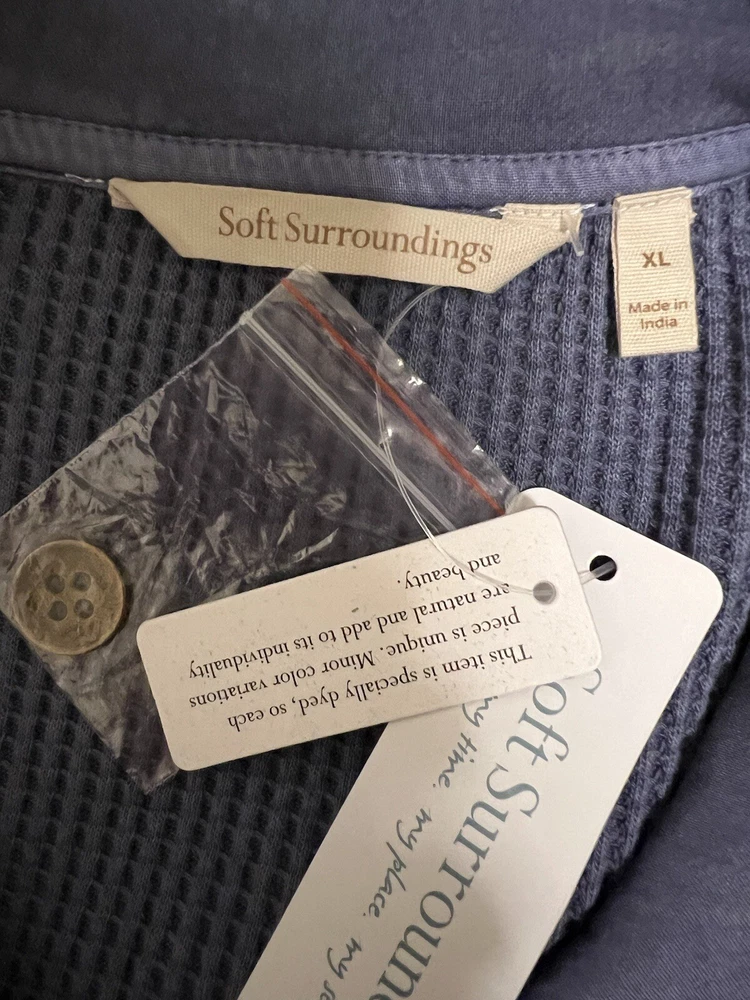 Soft Surroundings
XL
Made in
India
This item is specially dyed, so each
piece is unique. Minor color variations
are natural and add to its individuality
and beauty.
Soft Surroun
time. my place. my